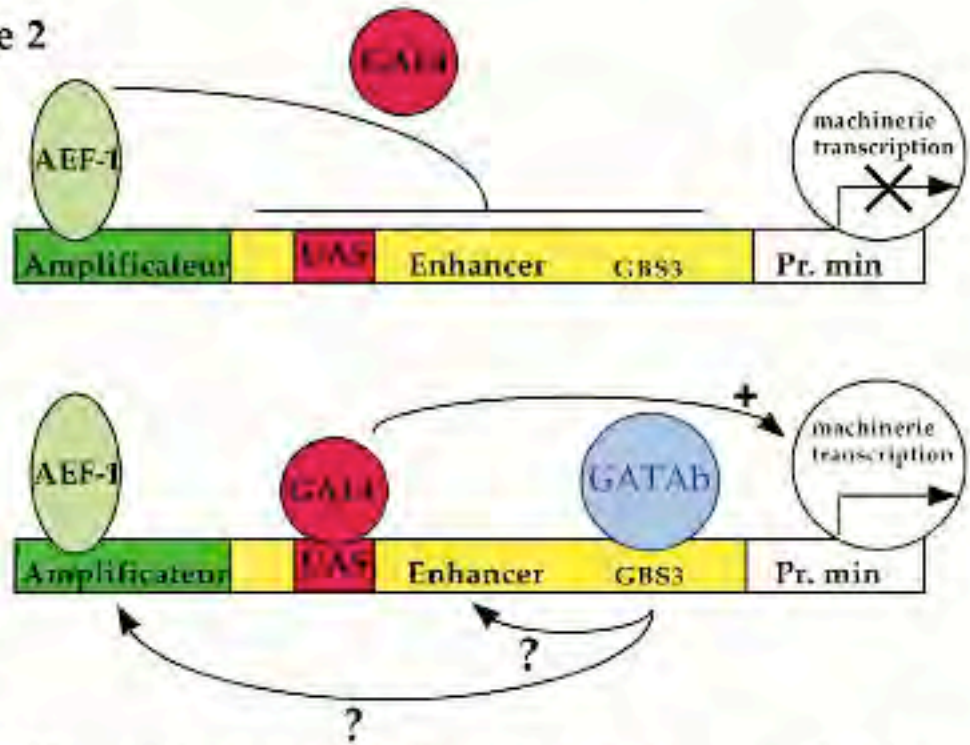 e 2
GAL4
AEF-1
machinerie
transcription
Amplificateur
UAS
Enhancer
GBS3
Pr. min
AEF-1
GAL4
GATAb
+
machinerie
transcription
Amplificateur
UAS
Enhancer
GBS3
Pr. min
?
?